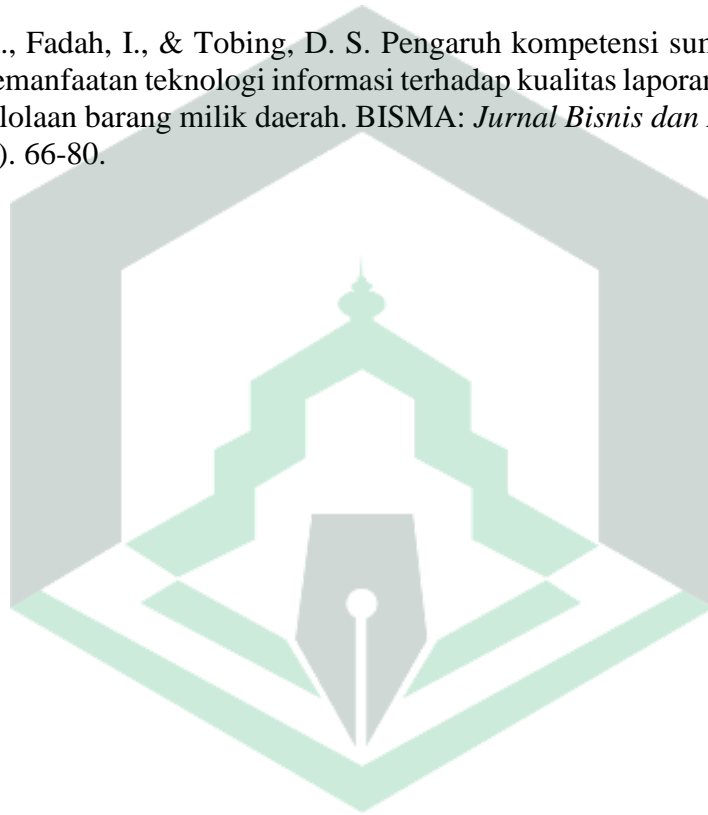 ., Fadah, I., & Tobing, D. S. Pengaruh kompetensi sum
emanfaatan teknologi informasi terhadap kualitas laporan
lolaan barang milik daerah. BISMA: Jurnal Bisnis dan
). 66-80.